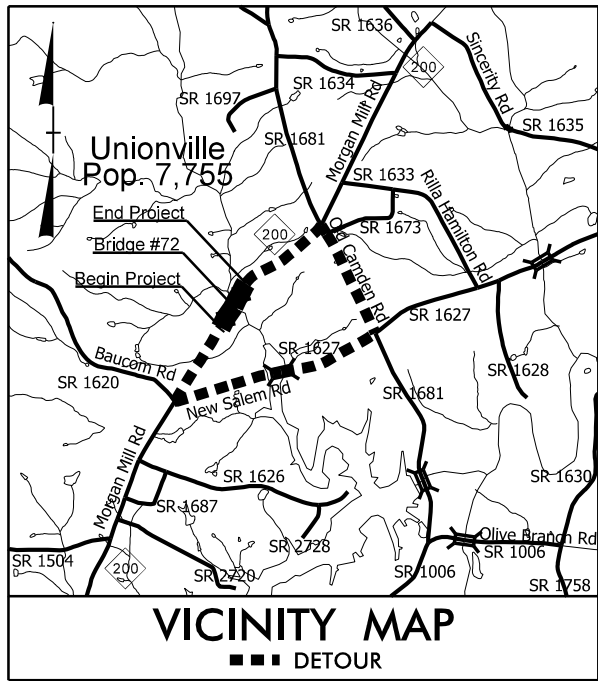 SR 1636
200
Sincerity Rd
SR 1634
SR 1697
Morgan Mill Rd
SR 1635
SR 1681
Unionville
Pop. 7,755
SR 1633
Rilla Hamilton Rd
End Project
200
Old Camden Rd
SR 1673
Bridge #72
Begin Project
SR 1627
SR 1627
Baucom Rd
SR 1620
New Salem Rd
SR 1628
SR 1681
Morgan Mill Rd
SR 1626
SR 1630
SR 1687
Olive Branch Rd
SR 2728
SR 1006
SR 1504
200
SR 2720
SR 1006
SR 1758
VICINITY MAP
DETOUR